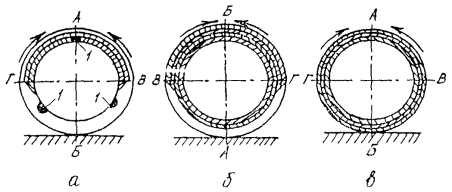 А Б А
1
Г В В Г Г В
1 1
Б А Б
а б в